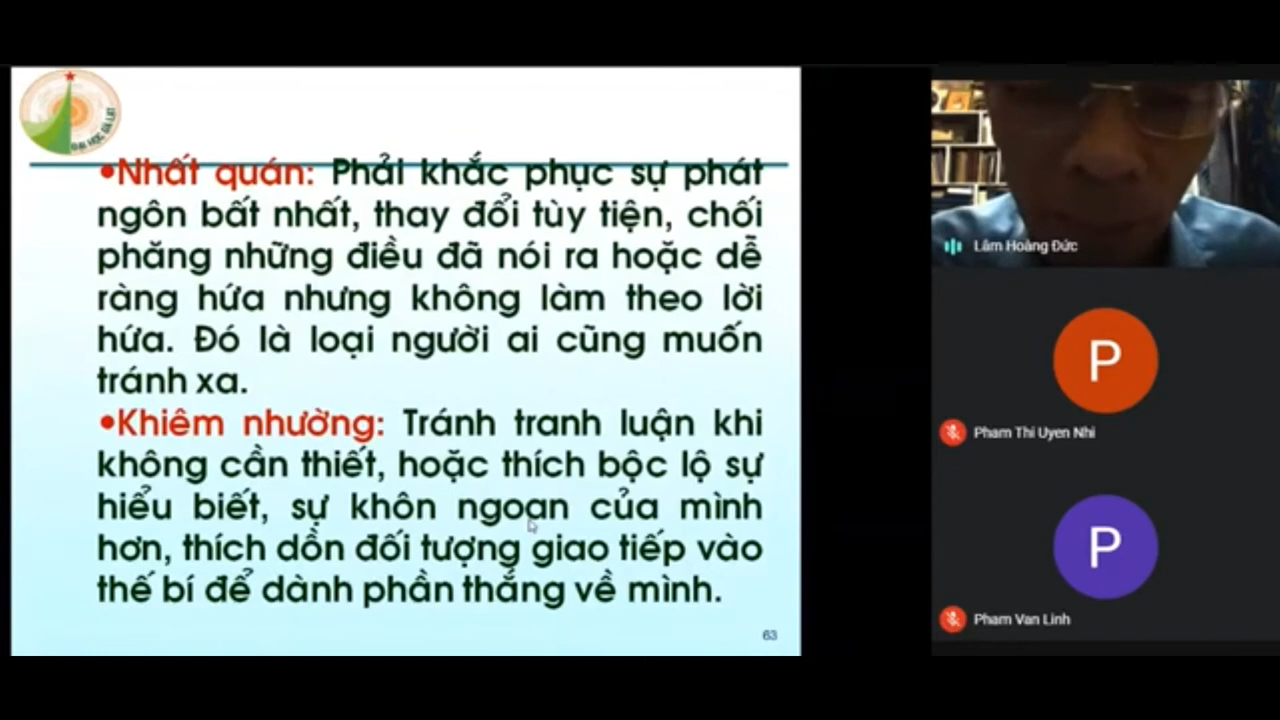 ĐẠI HỌC ĐÀ LẠT
•Nhất quán: Phải khắc phục sự phát
ngôn bất nhất, thay đổi tùy tiện, chối
phăng những điều đã nói ra hoặc dễ
ràng hứa nhưng không làm theo lời
hứa. Đó là loại người ai cũng muốn
tránh xa.
•Khiêm nhường: Tránh tranh luận khi
không cần thiết, hoặc thích bộc lộ sự
hiểu biết, sự khôn ngoan của mình
hơn, thích dồn đối tượng giao tiếp vào
thế bí để dành phần thắng về mình.
63
Lâm Hoàng Đức
P
Pham Thi Uyen Nhi
P
Pham Van Linh